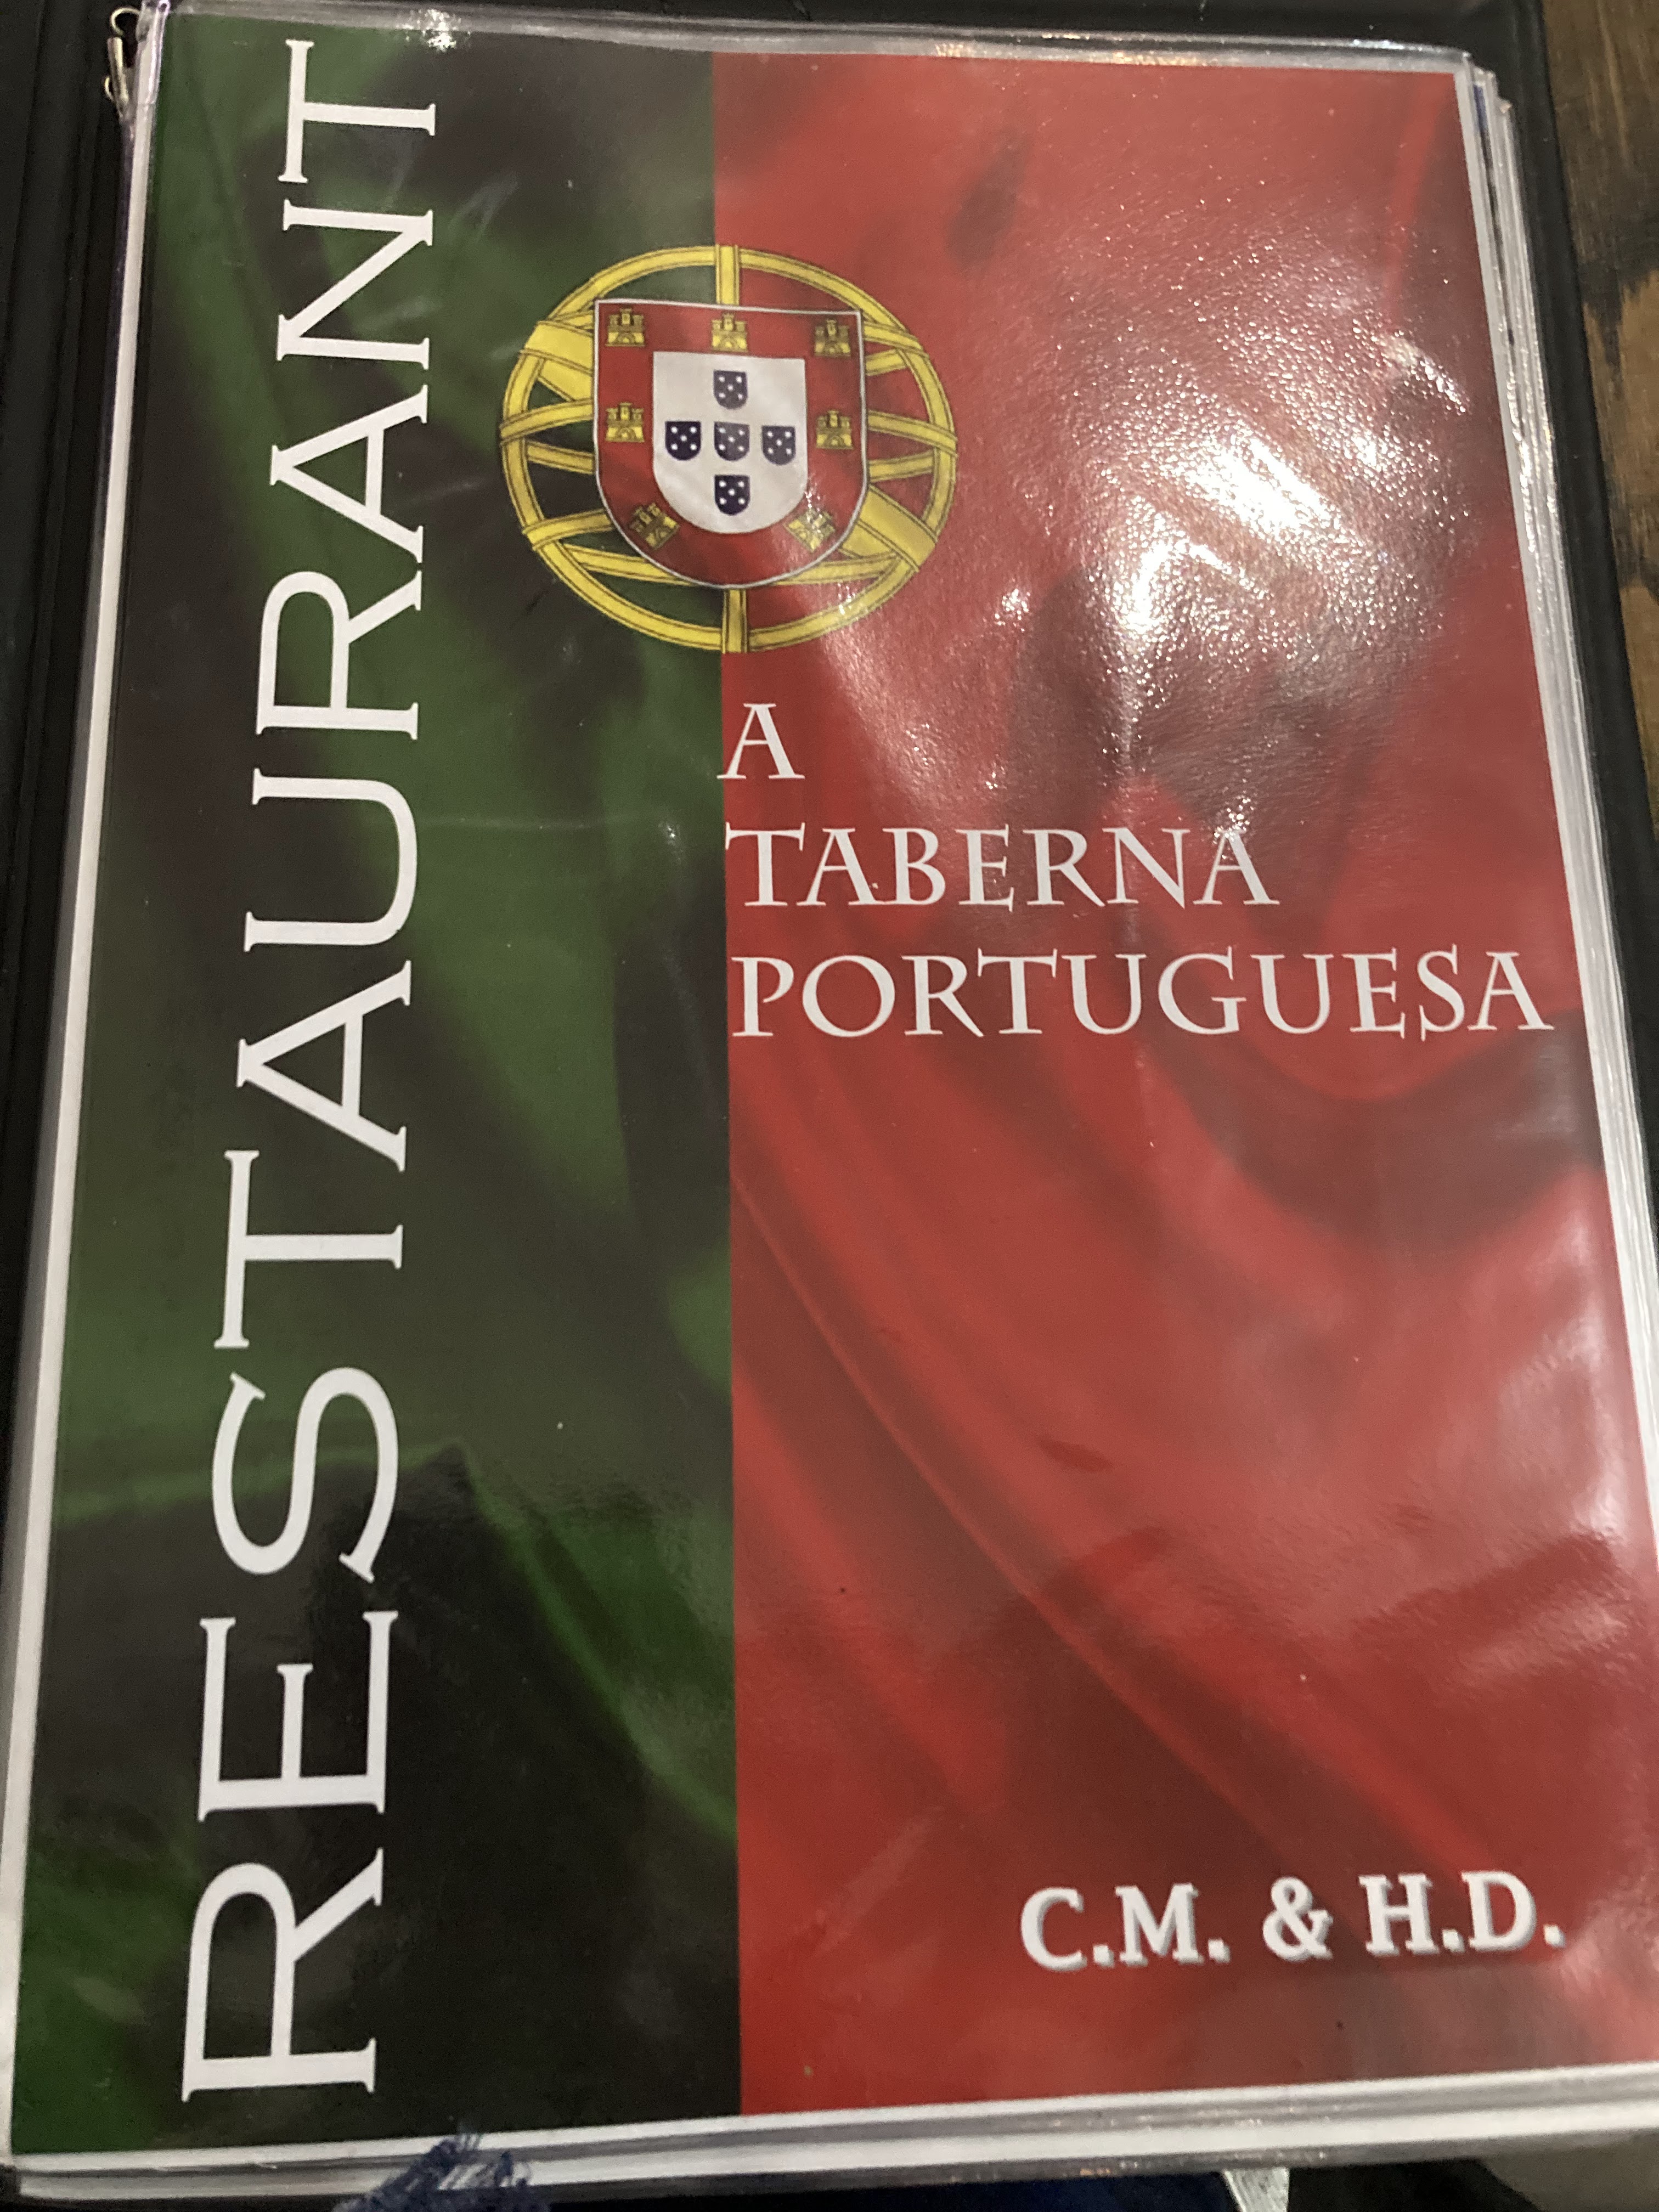 RESTAURANT
A
TABERNA
PORTUGUESA
C.M. & H.D.